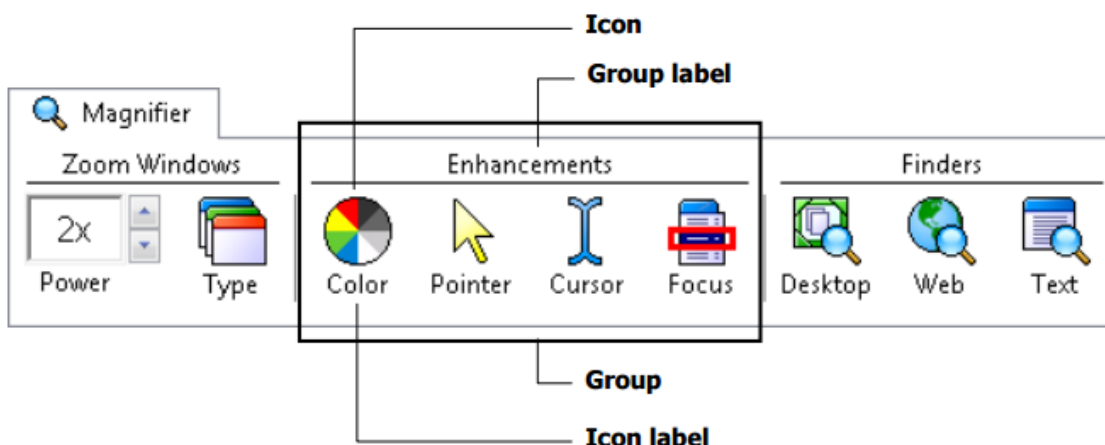 Icon
Group label
Magnifier
Zoom Windows Enhancements Finders
2x
Power Type Color Pointer Cursor Focus Desktop Web Text
Group
Icon label